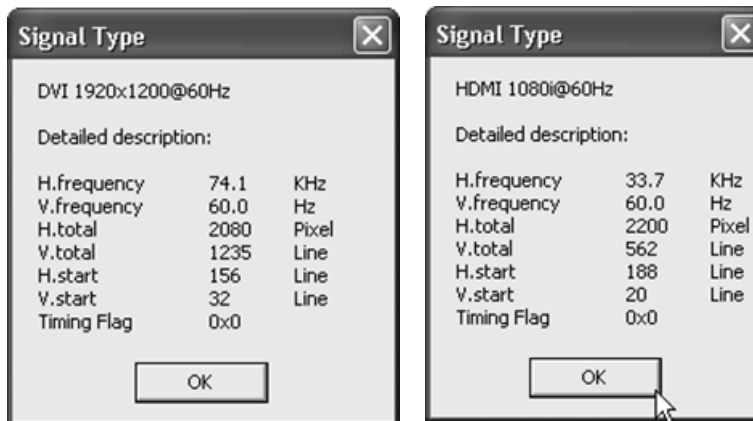 Signal Type
DVI 1920x1200@60Hz
Detailed description:
H.frequency 74.1 KHz
V.frequency 60.0 Hz
H.total 2080 Pixel
V.total 1235 Line
H.start 156 Line
V.start 32 Line
Timing Flag 0x0
OK
Signal Type
HDMI 1080i@60Hz
Detailed description:
H.frequency 33.7 KHz
V.frequency 60.0 Hz
H.total 2200 Pixel
V.total 562 Line
H.start 188 Line
V.start 20 Line
Timing Flag 0x0
OK